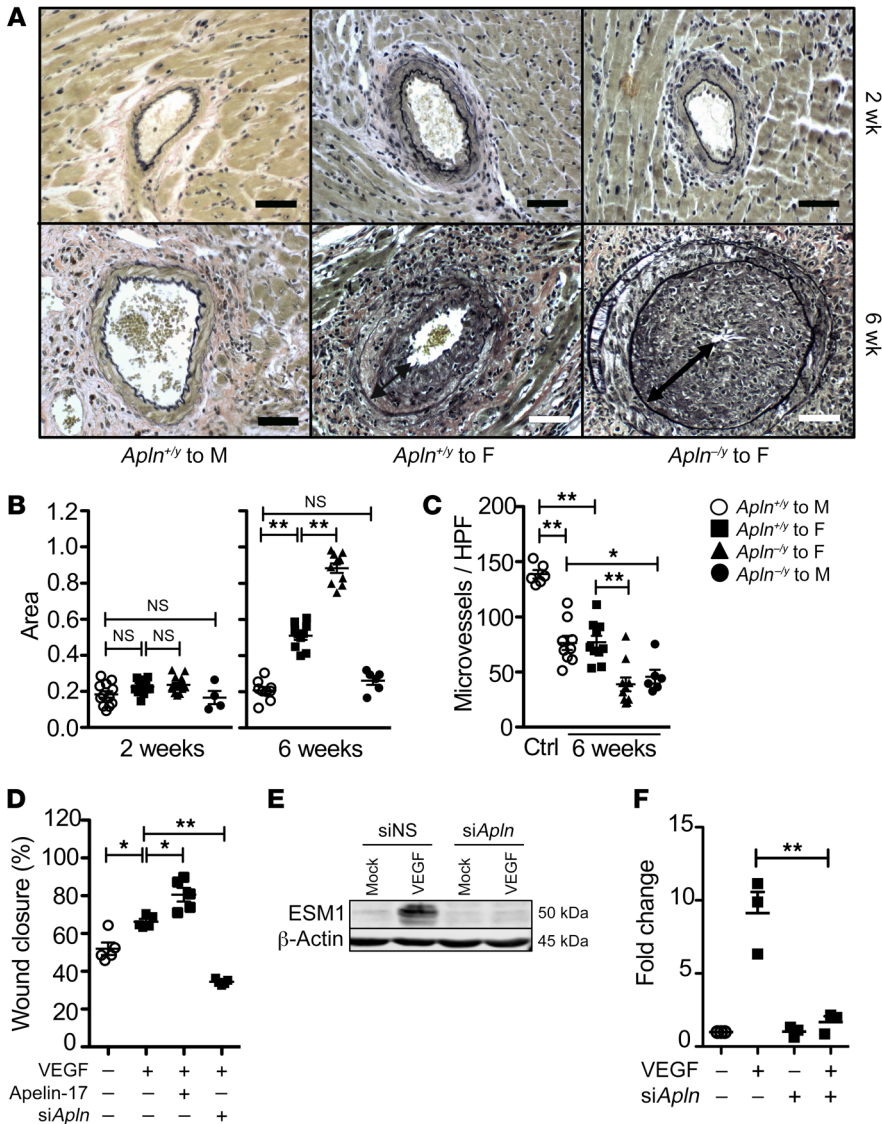 A
2 wk
6 wk
Apln+/y to M
Apln+/y to F
Apln–/y to F
B
Area
1.2
1.0
0.8
0.6
0.4
0.2
0.0
NS
NS
NS
2 weeks
NS
**
**
6 weeks
C
Microvessels / HPF
200
150
100
50
0
**
**
*
**
Ctrl
6 weeks
Apln+/y to M
Apln+/y to F
Apln–/y to F
Apln–/y to M
D
Wound closure (%)
120
100
80
60
40
20
0
**
*
*
VEGF – + + +
Apelin-17 – – + –
siApln – – – +
E
siNS siApln
Mock VEGF Mock VEGF
ESM1 50 kDa
β-Actin 45 kDa
F
Fold change
15
10
5
0
**
VEGF – + – +
siApln – – + +